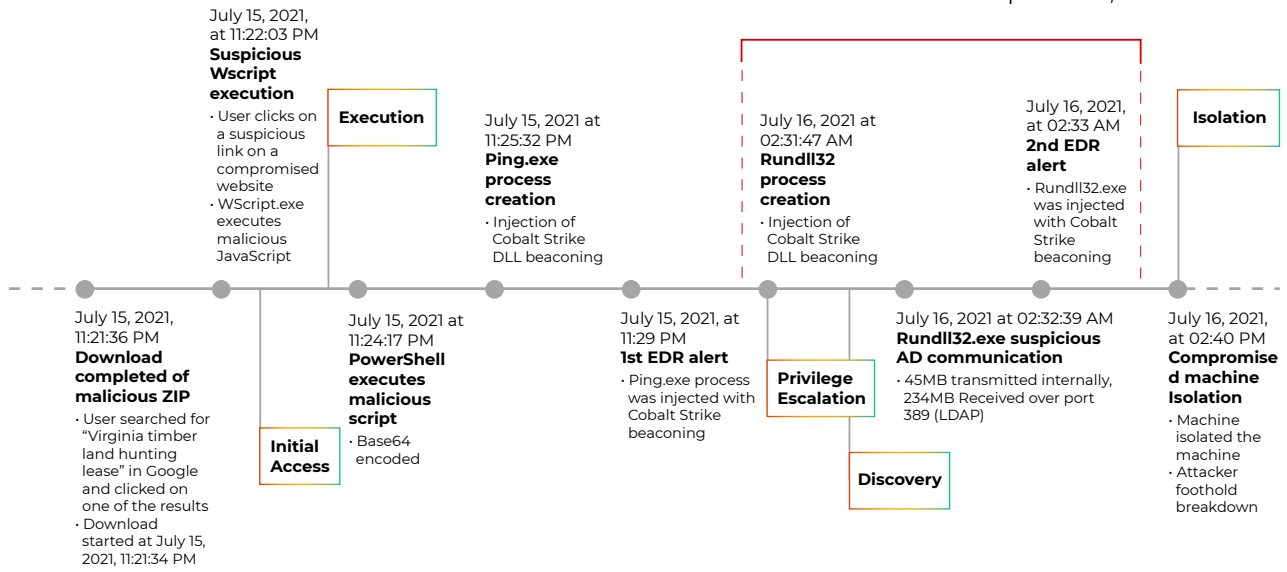 July 15, 2021,
at 11:22:03 PM
Suspicious
Wscript
execution
• User clicks on
a suspicious
link on a
compromised
website
• WScript.exe
executes
malicious
JavaScript
Execution
July 15, 2021 at
11:25:32 PM
Ping.exe
process
creation
• Injection of
Cobalt Strike
DLL beaconing
July 16, 2021 at
02:31:47 AM
Rundll32
process
creation
• Injection of
Cobalt Strike
DLL beaconing
July 16, 2021,
at 02:33 AM
2nd EDR
alert
• Rundll32.exe
was injected
with Cobalt
Strike
beaconing
Isolation
July 15, 2021,
11:21:36 PM
Download
completed of
malicious ZIP
• User searched for
“Virginia timber
land hunting
lease” in Google
and clicked on
one of the results
• Download
started at July 15,
2021, 11:21:34 PM
Initial
Access
July 15, 2021 at
11:24:17 PM
PowerShell
executes
malicious
script
• Base64
encoded
July 15, 2021, at
11:29 PM
1st EDR alert
• Ping.exe process
was injected with
Cobalt Strike
beaconing
Privilege
Escalation
Discovery
July 16, 2021 at 02:32:39 AM
Rundll32.exe suspicious
AD communication
• 45MB transmitted internally,
234MB Received over port
389 (LDAP)
July 16, 2021,
at 02:40 PM
Compromise
d machine
Isolation
• Machine
isolated the
machine
• Attacker
foothold
breakdown